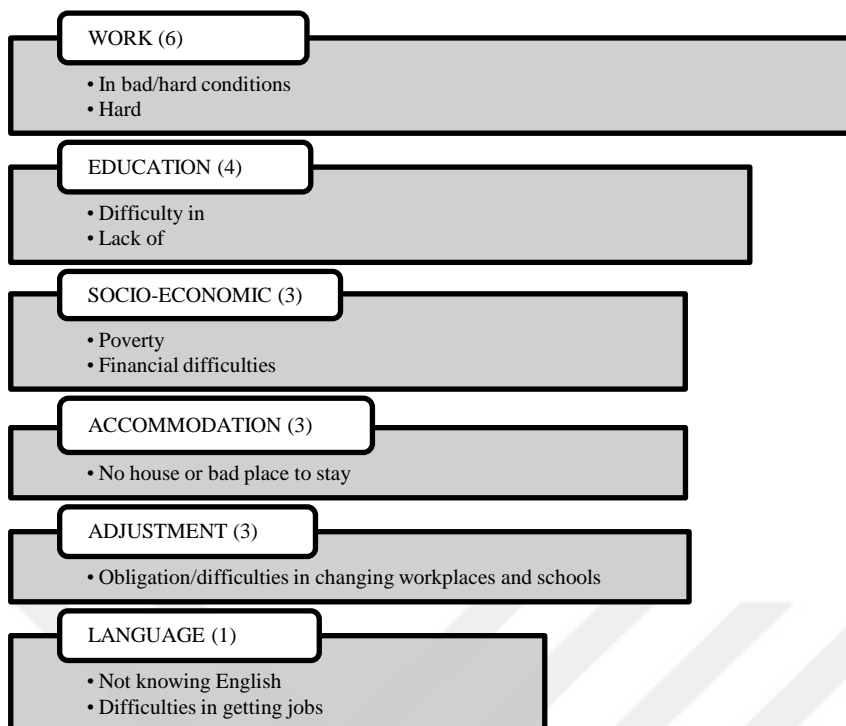 WORK (6)
• In bad/hard conditions
• Hard
EDUCATION (4)
• Difficulty in
• Lack of
SOCIO-ECONOMIC (3)
• Poverty
• Financial difficulties
ACCOMMODATION (3)
• No house or bad place to stay
ADJUSTMENT (3)
• Obligation/difficulties in changing workplaces and schools
LANGUAGE (1)
• Not knowing English
• Difficulties in getting jobs